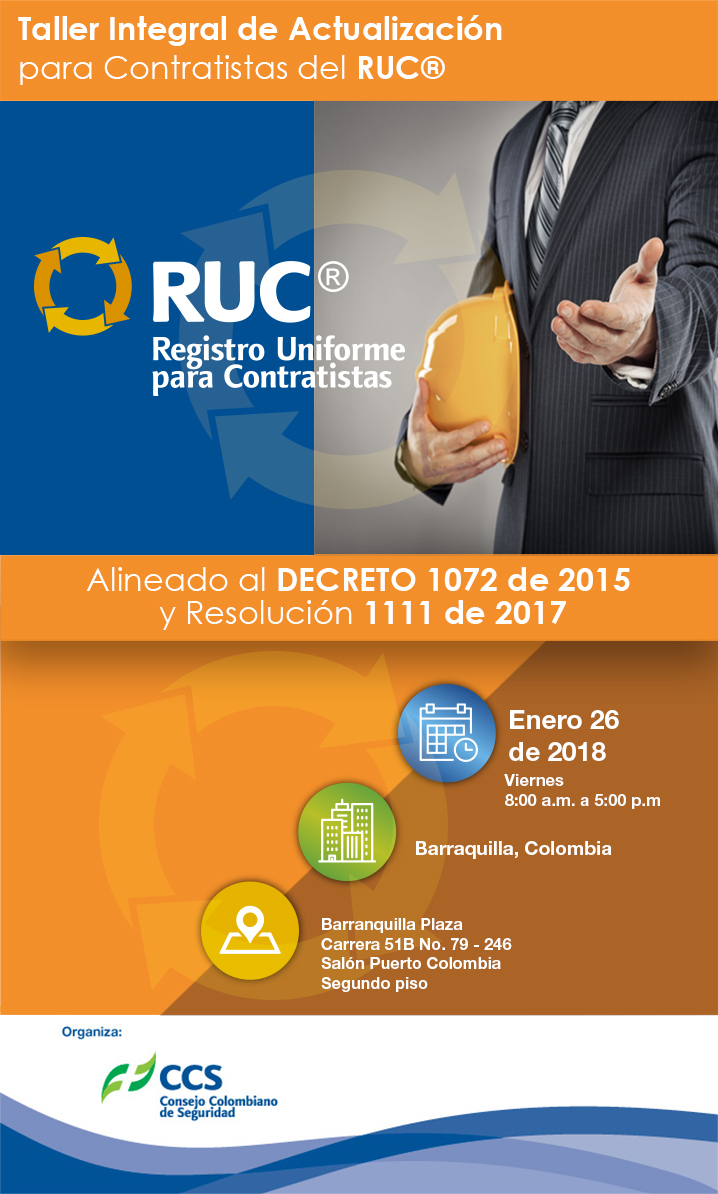 Taller Integral de Actualización
para Contratistas del RUC®
RUC®
Registro Uniforme
para Contratistas
Alineado al DECRETO 1072 de 2015
y Resolución 1111 de 2017
Enero 26
de 2018
Viernes
8:00 a.m. a 5:00 p.m
Barraquilla, Colombia
Barranquilla Plaza
Carrera 51B No. 79 - 246
Salón Puerto Colombia
Segundo piso
Organiza:
CCS
Consejo Colombiano
de Seguridad